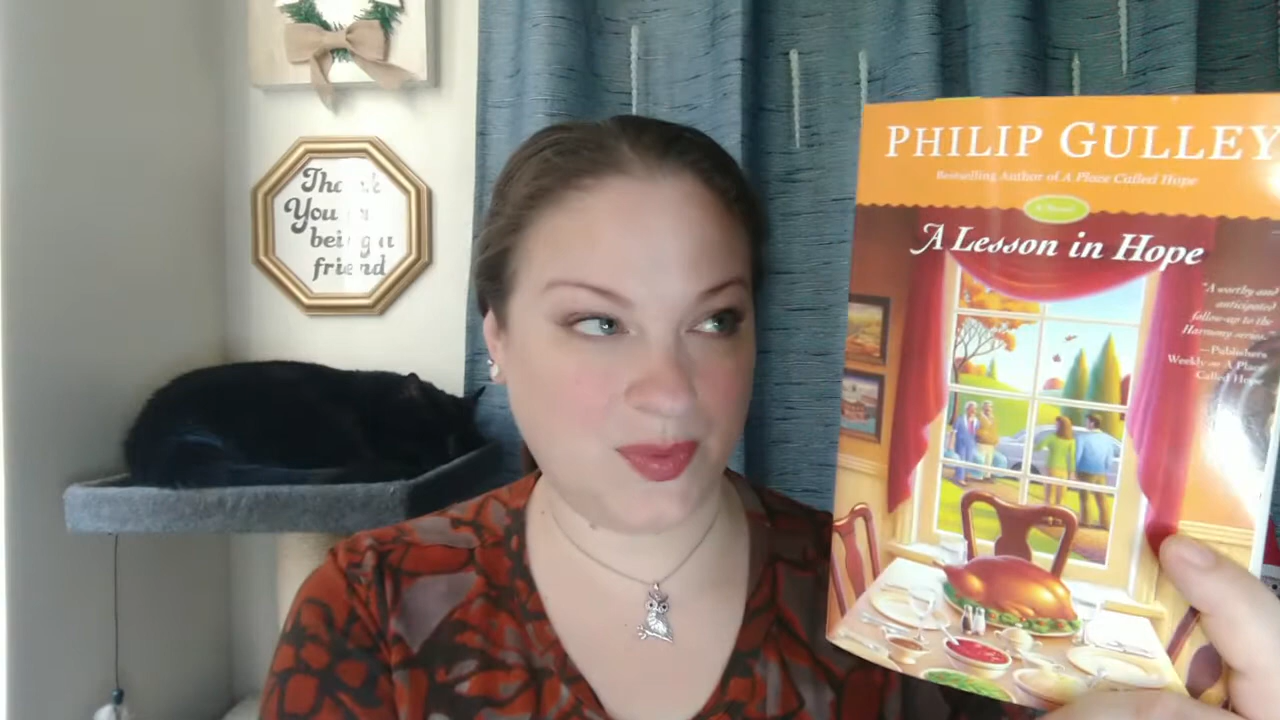 Thank
You for
being a
friend
PHILIP GULLEY
Bestselling Author of A Place Called Hope
A Novel
A Lesson in Hope
"A worthy and
anticipated
follow-up to the
Harmony series."
—Publishers
Weekly on A Place
Called Hope